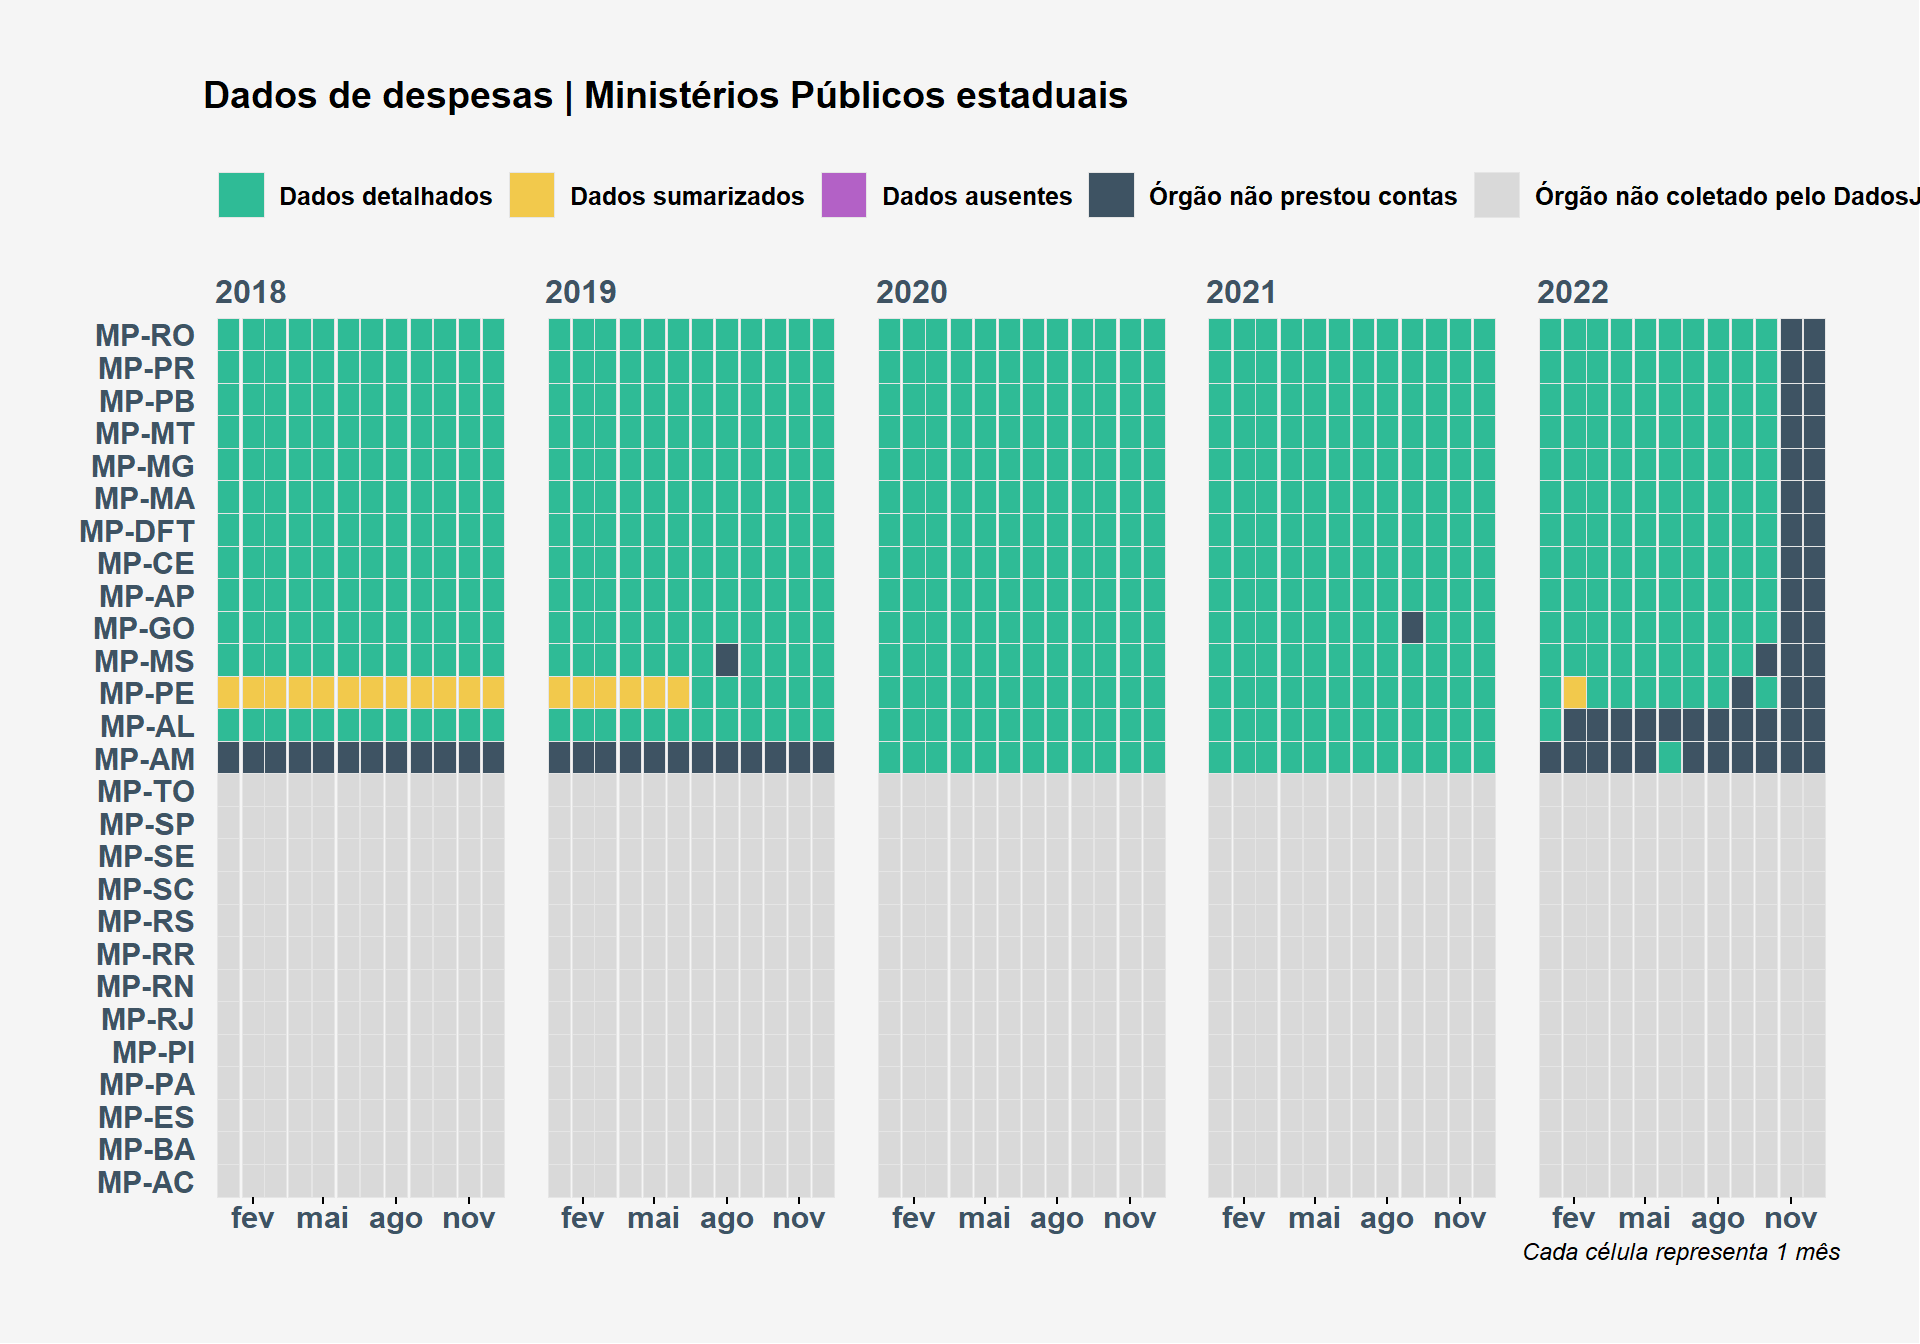 Dados de despesas | Ministérios Públicos estaduais
Dados detalhados Dados sumarizados Dados ausentes Órgão não prestou contas Órgão não coletado pelo DadosJ
2018 2019 2020 2021 2022
MP-RO
MP-PR
MP-PB
MP-MT
MP-MG
MP-MA
MP-DFT
MP-CE
MP-AP
MP-GO
MP-MS
MP-PE
MP-AL
MP-AM
MP-TO
MP-SP
MP-SE
MP-SC
MP-RS
MP-RR
MP-RN
MP-RJ
MP-PI
MP-PA
MP-ES
MP-BA
MP-AC
fev mai ago nov fev mai ago nov fev mai ago nov fev mai ago nov fev mai ago nov
Cada célula representa 1 mês